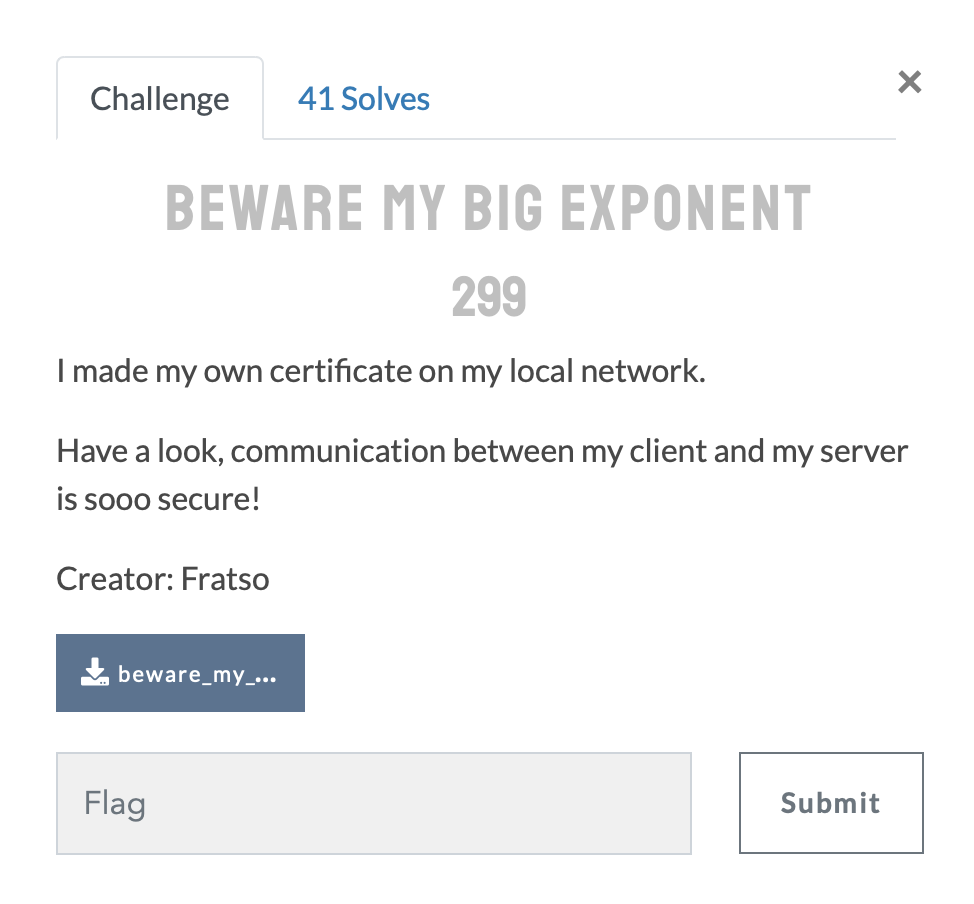 Challenge
41 Solves
×
BEWARE MY BIG EXPONENT
299
I made my own certificate on my local network.
Have a look, communication between my client and my server
is sooo secure!
Creator: Fratso
beware_my_...
Flag
Submit